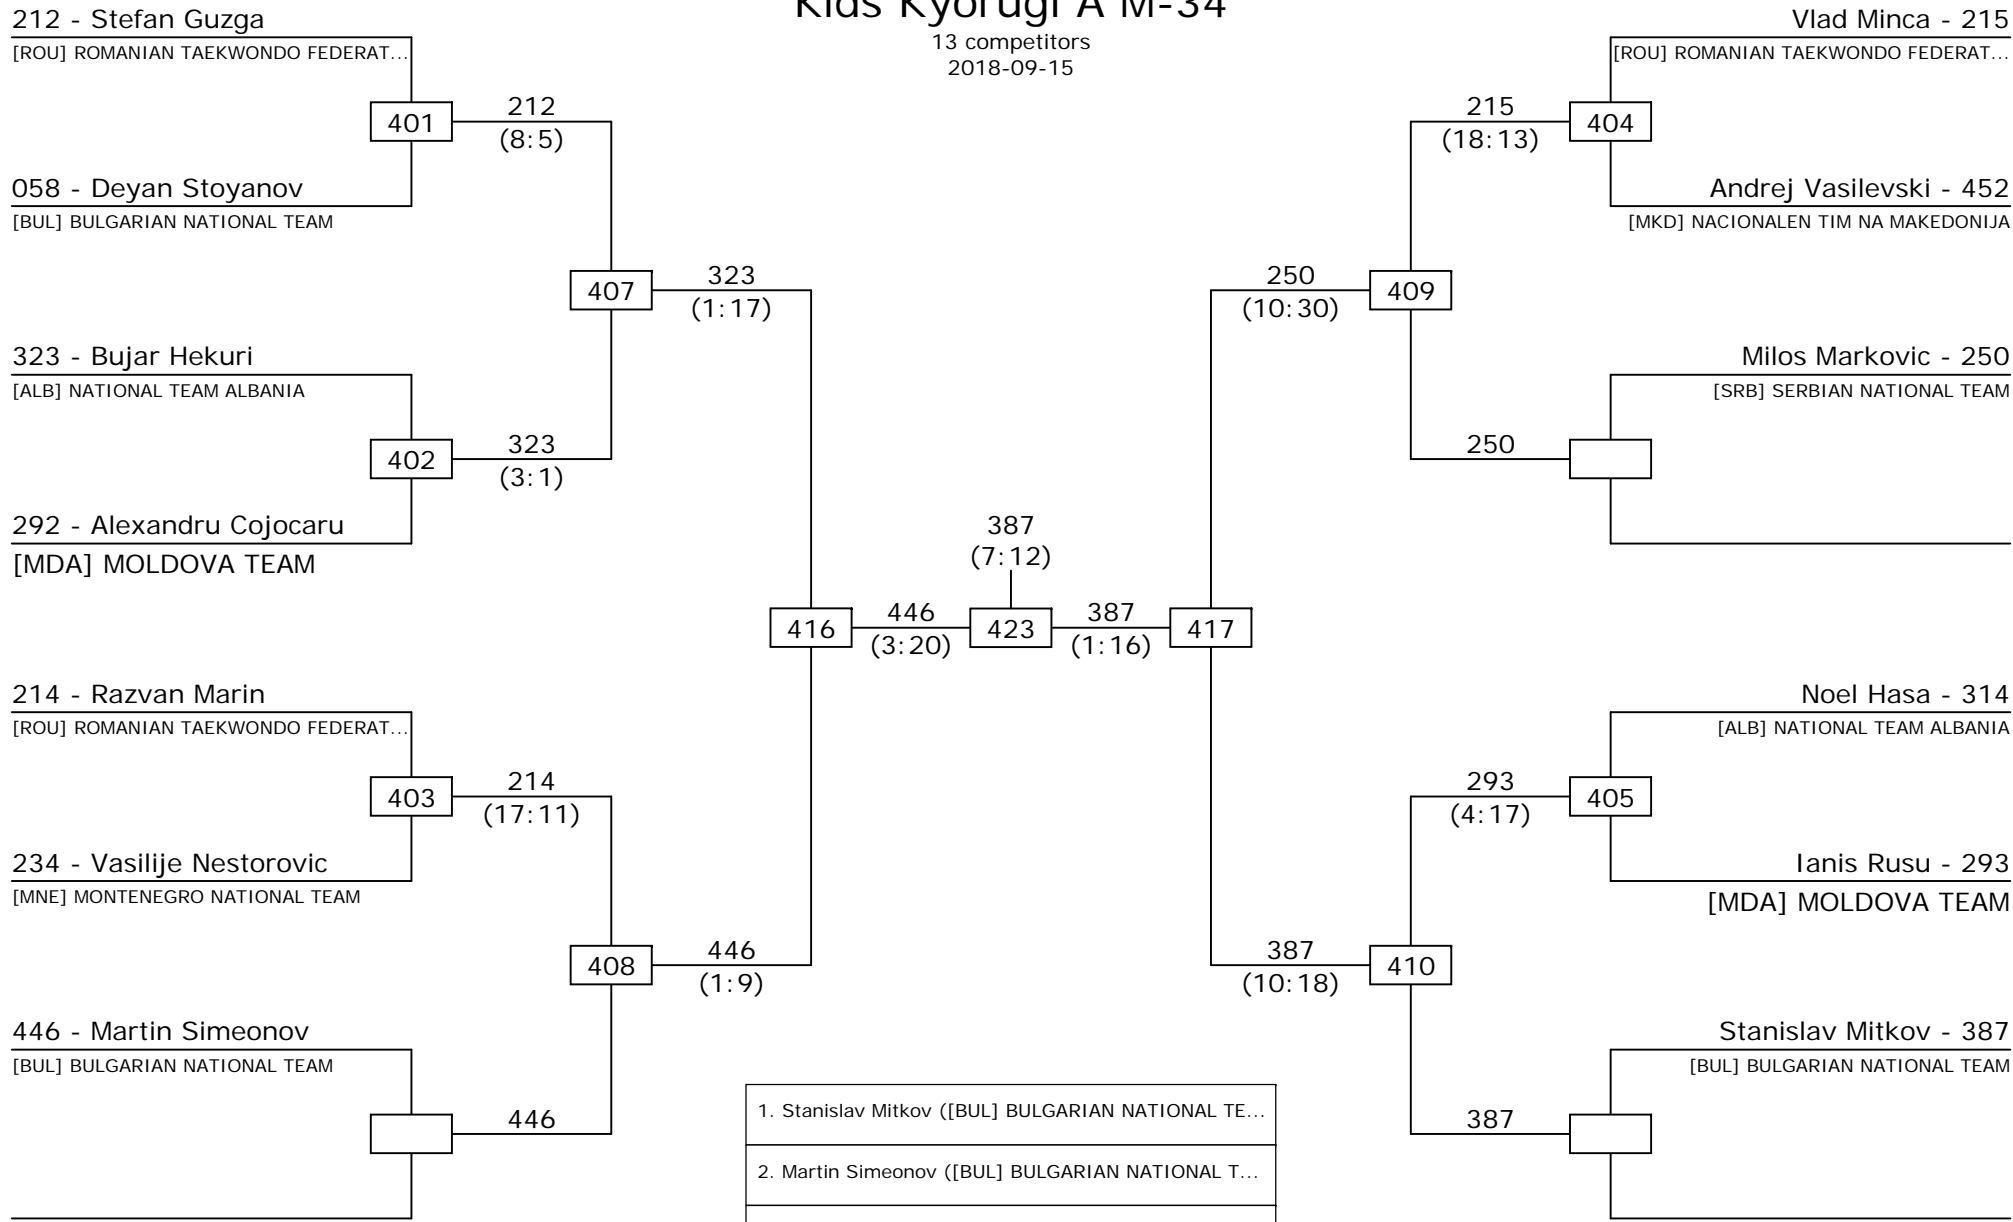 Kids Kyorugi A M-34
13 competitors
2018-09-15
212 - Stefan Guzga
[ROU] ROMANIAN TAEKWONDO FEDERAT...
401
212
(8:5)
058 - Deyan Stoyanov
[BUL] BULGARIAN NATIONAL TEAM
407
323
(1:17)
323 - Bujar Hekuri
[ALB] NATIONAL TEAM ALBANIA
402
323
(3:1)
292 - Alexandru Cojocaru
[MDA] MOLDOVA TEAM
416
446
(3:20)
214 - Razvan Marin
[ROU] ROMANIAN TAEKWONDO FEDERAT...
403
214
(17:11)
234 - Vasilije Nestorovic
[MNE] MONTENEGRO NATIONAL TEAM
408
446
(1:9)
446 - Martin Simeonov
[BUL] BULGARIAN NATIONAL TEAM
446
387
(7:12)
423
Vlad Minca - 215
[ROU] ROMANIAN TAEKWONDO FEDERAT...
215
(18:13)
404
Andrej Vasilevski - 452
[MKD] NACIONALEN TIM NA MAKEDONIJA
250
(10:30)
409
Milos Markovic - 250
[SRB] SERBIAN NATIONAL TEAM
250
387
(1:16)
417
Noel Hasa - 314
[ALB] NATIONAL TEAM ALBANIA
293
(4:17)
405
Ianis Rusu - 293
[MDA] MOLDOVA TEAM
387
(10:18)
410
Stanislav Mitkov - 387
[BUL] BULGARIAN NATIONAL TEAM
387
1. Stanislav Mitkov ([BUL] BULGARIAN NATIONAL TE...
2. Martin Simeonov ([BUL] BULGARIAN NATIONAL T...